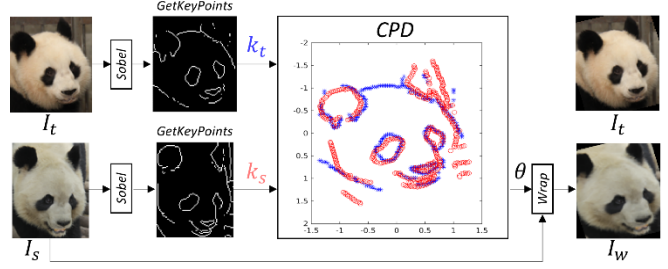 GetKeyPoints
CPD
Sobel
k_t
I_t
I_t
GetKeyPoints
Sobel
k_s
θ
Wrap
I_s
I_w
-2
-1.5
-1
-0.5
0
0.5
1
1.5
2
-1.5
-1
-0.5
0
0.5
1
1.5